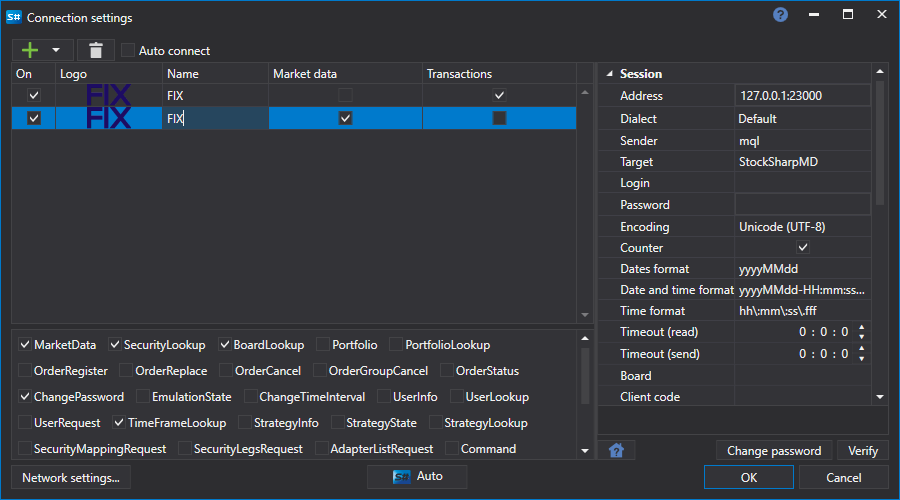 S# Connection settings ?
Auto connect
On Logo Name Market data Transactions
FIX FIX
FIX FIX
Session
Address 127.0.0.1:23000
Dialect Default
Sender mql
Target StockSharpMD
Login
Password
Encoding Unicode (UTF-8)
Counter
Dates format yyyyMMdd
Date and time format yyyyMMdd-HH:mm:ss...
Time format hh\:mm\:ss\.fff
Timeout (read) 0 : 0 : 0
Timeout (send) 0 : 0 : 0
Board
Client code
MarketData SecurityLookup BoardLookup Portfolio PortfolioLookup
OrderRegister OrderReplace OrderCancel OrderGroupCancel OrderStatus
ChangePassword EmulationState ChangeTimeInterval UserInfo UserLookup
UserRequest TimeFrameLookup StrategyInfo StrategyState StrategyLookup
SecurityMappingRequest SecurityLegsRequest AdapterListRequest Command
Change password Verify
Network settings... S# Auto OK Cancel